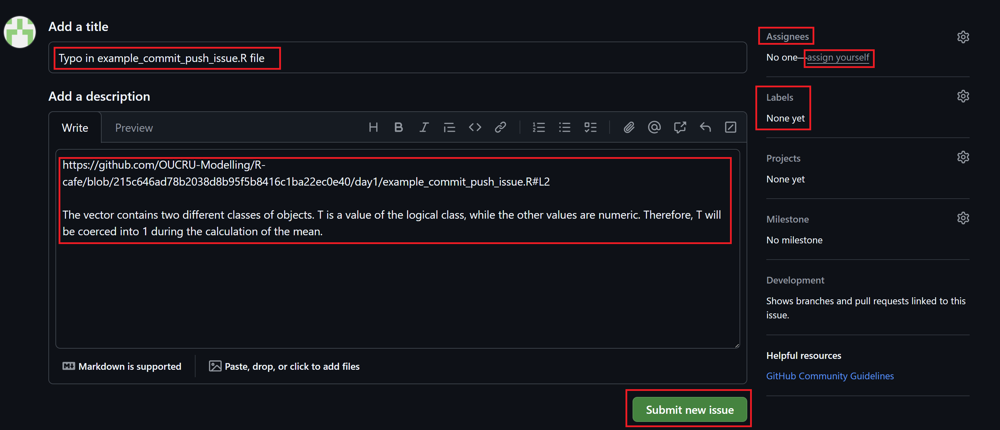 Add a title
Typo in example_commit_push_issue.R file
Add a description
Write
Preview
https://github.com/OUCRU-Modelling/R-
cafe/blob/215c646ad78b2038d8b95f5b8416c1ba22ec0e40/day1/example_commit_push_issue.R#L2
The vector contains two different classes of objects. T is a value of the logical class, while the other values are numeric. Therefore, T will
be coerced into 1 during the calculation of the mean.
Markdown is supported
Paste, drop, or click to add files
Submit new issue
Assignees
No one—assign yourself
Labels
None yet
Projects
None yet
Milestone
No milestone
Development
Shows branches and pull requests linked to this
issue.
Helpful resources
GitHub Community Guidelines